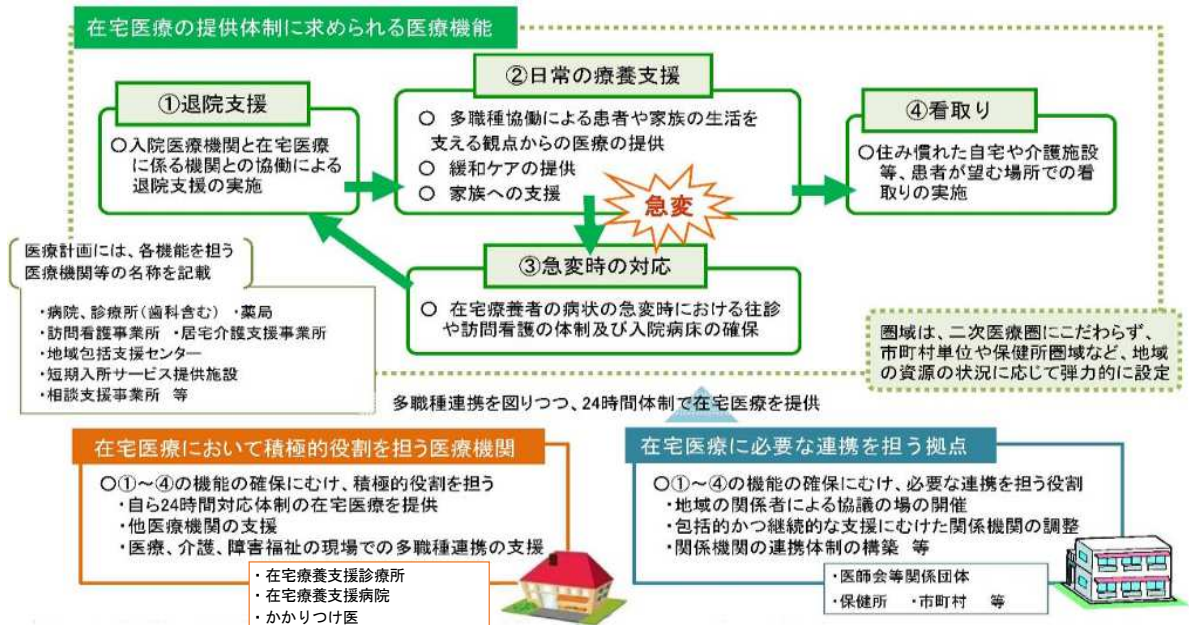 在宅医療の提供体制に求められる医療機能
①退院支援
○入院医療機関と在宅医療
に係る機関との協働による
退院支援の実施
②日常の療養支援
○ 多職種協働による患者や家族の生活を
支える観点からの医療の提供
○ 緩和ケアの提供
○ 家族への支援
急変
④看取り
○住み慣れた自宅や介護施設
等、患者が望む場所での看
取りの実施
③急変時の対応
○ 在宅療養者の病状の急変時における往診
や訪問看護の体制及び入院病床の確保
医療計画には、各機能を担う
医療機関等の名称を記載
・病院、診療所(歯科含む) ・薬局
・訪問看護事業所 ・居宅介護支援事業所
・地域包括支援センター
・短期入所サービス提供施設
・相談支援事業所 等
圏域は、二次医療圏にこだわらず、
市町村単位や保健所圏域など、地域
の資源の状況に応じて弾力的に設定
多職種連携を図りつつ、24時間体制で在宅医療を提供
在宅医療において積極的役割を担う医療機関
○①~④の機能の確保にむけ、積極的役割を担う
・自ら24時間対応体制の在宅医療を提供
・他医療機関の支援
・医療、介護、障害福祉の現場での多職種連携の支援
・在宅療養支援診療所
・在宅療養支援病院
・かかりつけ医
在宅医療に必要な連携を担う拠点
○①~④の機能の確保にむけ、必要な連携を担う役割
・地域の関係者による協議の場の開催
・包括的かつ継続的な支援にむけた関係機関の調整
・関係機関の連携体制の構築 等
・医師会等関係団体
・保健所 ・市町村 等